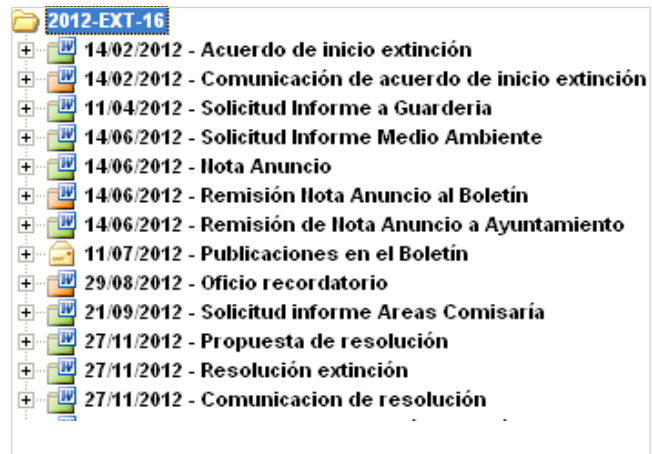 2012-EXT-16
14/02/2012 - Acuerdo de inicio extinción
14/02/2012 - Comunicación de acuerdo de inicio extinción
11/04/2012 - Solicitud Informe a Guarderia
14/06/2012 - Solicitud Informe Medio Ambiente
14/06/2012 - Nota Anuncio
14/06/2012 - Remisión Nota Anuncio al Boletín
14/06/2012 - Remisión de Nota Anuncio a Ayuntamiento
11/07/2012 - Publicaciones en el Boletín
29/08/2012 - Oficio recordatorio
21/09/2012 - Solicitud informe Areas Comisaría
27/11/2012 - Propuesta de resolución
27/11/2012 - Resolución extinción
27/11/2012 - Comunicacion de resolución